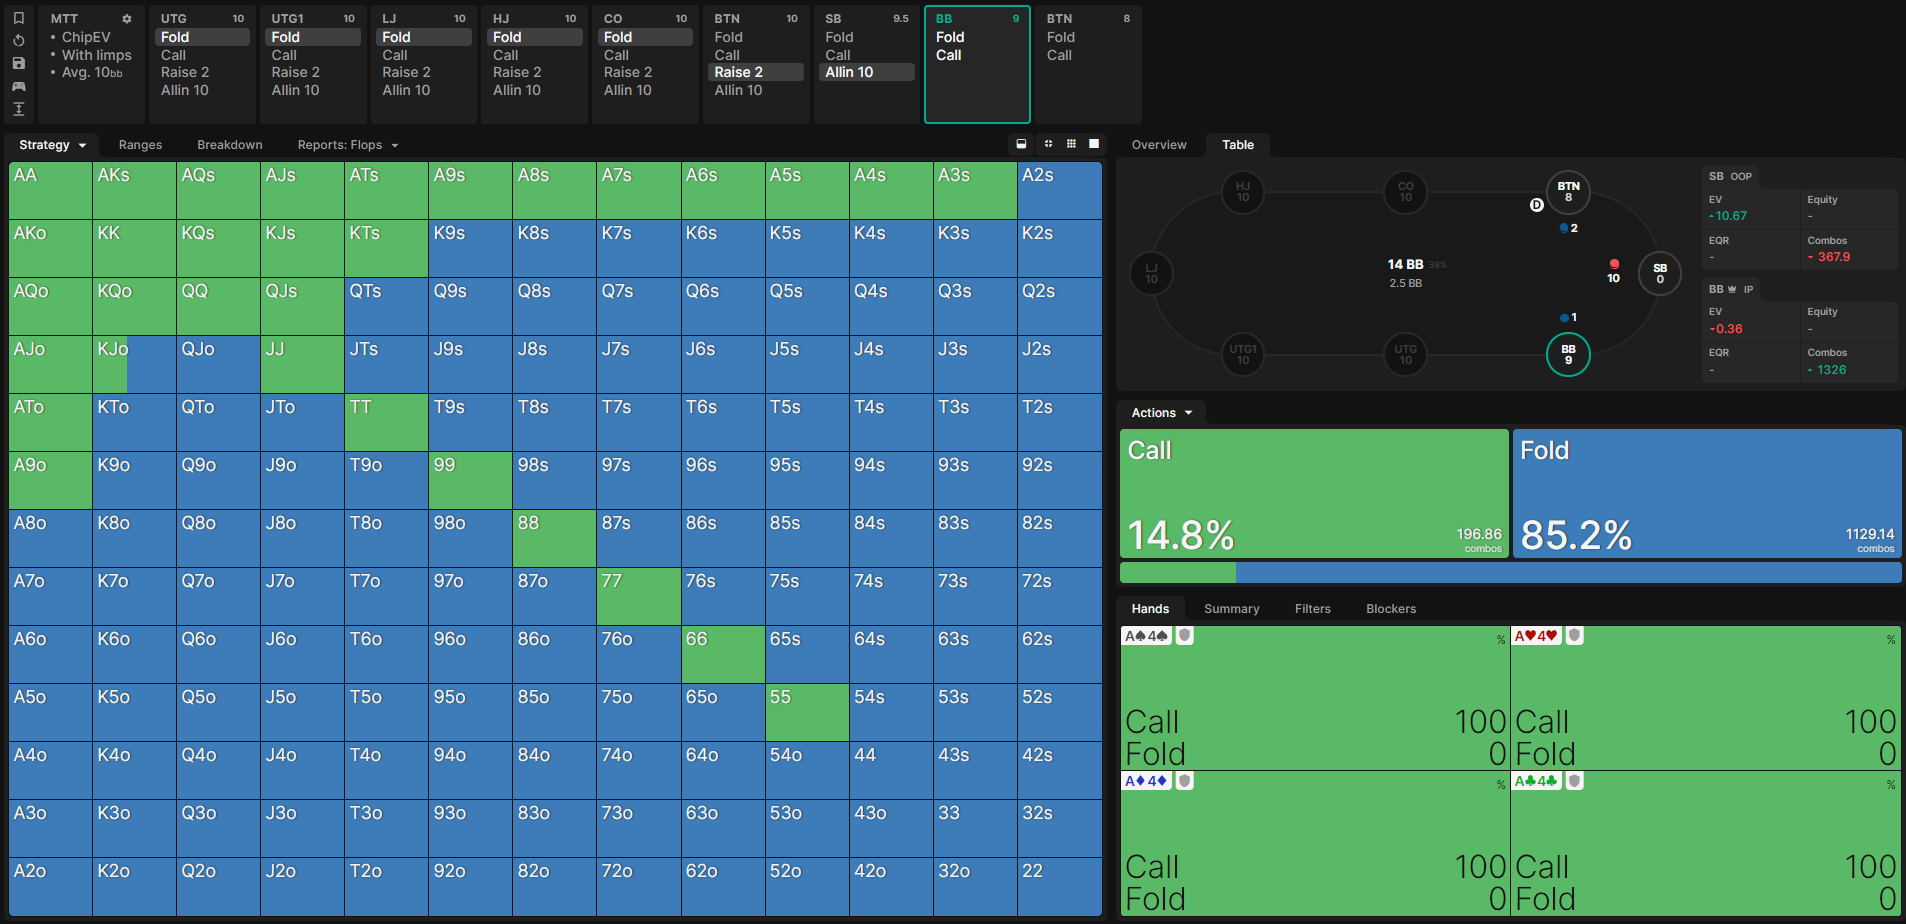 MTT
• ChipEV
• With limps
• Avg. 10bb
UTG 10
Fold
Call
Raise 2
Allin 10
UTG1 10
Fold
Call
Raise 2
Allin 10
LJ 10
Fold
Call
Raise 2
Allin 10
HJ 10
Fold
Call
Raise 2
Allin 10
CO 10
Fold
Call
Raise 2
Allin 10
BTN 10
Fold
Call
Raise 2
Allin 10
SB 9.5
Fold
Call
Allin 10
BB 9
Fold
Call
BTN 8
Fold
Call
Strategy Ranges Breakdown Reports: Flops
AA AKs AQs AJs ATs A9s A8s A7s A6s A5s A4s A3s A2s
AKo KK KQs KJs KTs K9s K8s K7s K6s K5s K4s K3s K2s
AQo KQo QQ QJs QTs Q9s Q8s Q7s Q6s Q5s Q4s Q3s Q2s
AJo KJo QJo JJ JTs J9s J8s J7s J6s J5s J4s J3s J2s
ATo KTo QTo JTo TT T9s T8s T7s T6s T5s T4s T3s T2s
A9o K9o Q9o J9o T9o 99 98s 97s 96s 95s 94s 93s 92s
A8o K8o Q8o J8o T8o 98o 88 87s 86s 85s 84s 83s 82s
A7o K7o Q7o J7o T7o 97o 87o 77 76s 75s 74s 73s 72s
A6o K6o Q6o J6o T6o 96o 86o 76o 66 65s 64s 63s 62s
A5o K5o Q5o J5o T5o 95o 85o 75o 65o 55 54s 53s 52s
A4o K4o Q4o J4o T4o 94o 84o 74o 64o 54o 44 43s 42s
A3o K3o Q3o J3o T3o 93o 83o 73o 63o 53o 43o 33 32s
A2o K2o Q2o J2o T2o 92o 82o 72o 62o 52o 42o 32o 22
Overview Table
HJ
10
CO
10
BTN
8
D
2
LJ
10
14 BB 39%
2.5 BB
10
SB
0
1
UTG1
10
UTG
10
BB
9
SB OOP
EV Equity
10.67 -
EQR Combos
- 367.9
BB IP
EV Equity
0.36 -
EQR Combos
- 1326
Actions
Call
14.8%
196.86
combos
Fold
85.2%
1129.14
combos
Hands Summary Filters Blockers
A♠4♠ %
Call 100
Fold 0
A♥4♥ %
Call 100
Fold 0
A♦4♦ %
Call 100
Fold 0
A♣4♣ %
Call 100
Fold 0